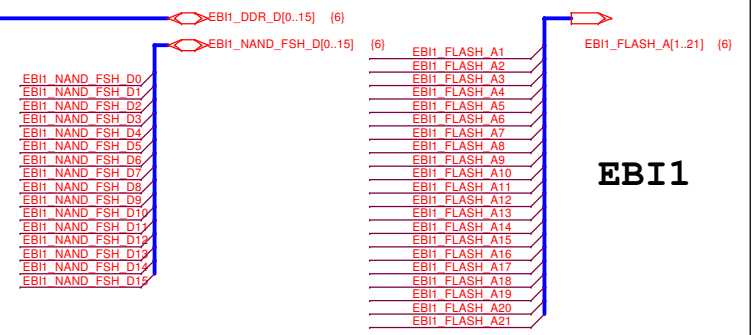 EBI1_DDR_D[0..15] {6}
EBI1_NAND_FSH_D[0..15] {6}
EBI1_NAND_FSH_D0
EBI1_NAND_FSH_D1
EBI1_NAND_FSH_D2
EBI1_NAND_FSH_D3
EBI1_NAND_FSH_D4
EBI1_NAND_FSH_D5
EBI1_NAND_FSH_D6
EBI1_NAND_FSH_D7
EBI1_NAND_FSH_D8
EBI1_NAND_FSH_D9
EBI1_NAND_FSH_D10
EBI1_NAND_FSH_D11
EBI1_NAND_FSH_D12
EBI1_NAND_FSH_D13
EBI1_NAND_FSH_D14
EBI1_NAND_FSH_D15
EBI1_FLASH_A1
EBI1_FLASH_A2
EBI1_FLASH_A3
EBI1_FLASH_A4
EBI1_FLASH_A5
EBI1_FLASH_A6
EBI1_FLASH_A7
EBI1_FLASH_A8
EBI1_FLASH_A9
EBI1_FLASH_A10
EBI1_FLASH_A11
EBI1_FLASH_A12
EBI1_FLASH_A13
EBI1_FLASH_A14
EBI1_FLASH_A15
EBI1_FLASH_A16
EBI1_FLASH_A17
EBI1_FLASH_A18
EBI1_FLASH_A19
EBI1_FLASH_A20
EBI1_FLASH_A21
EBI1_FLASH_A[1..21] {6}
EBI1